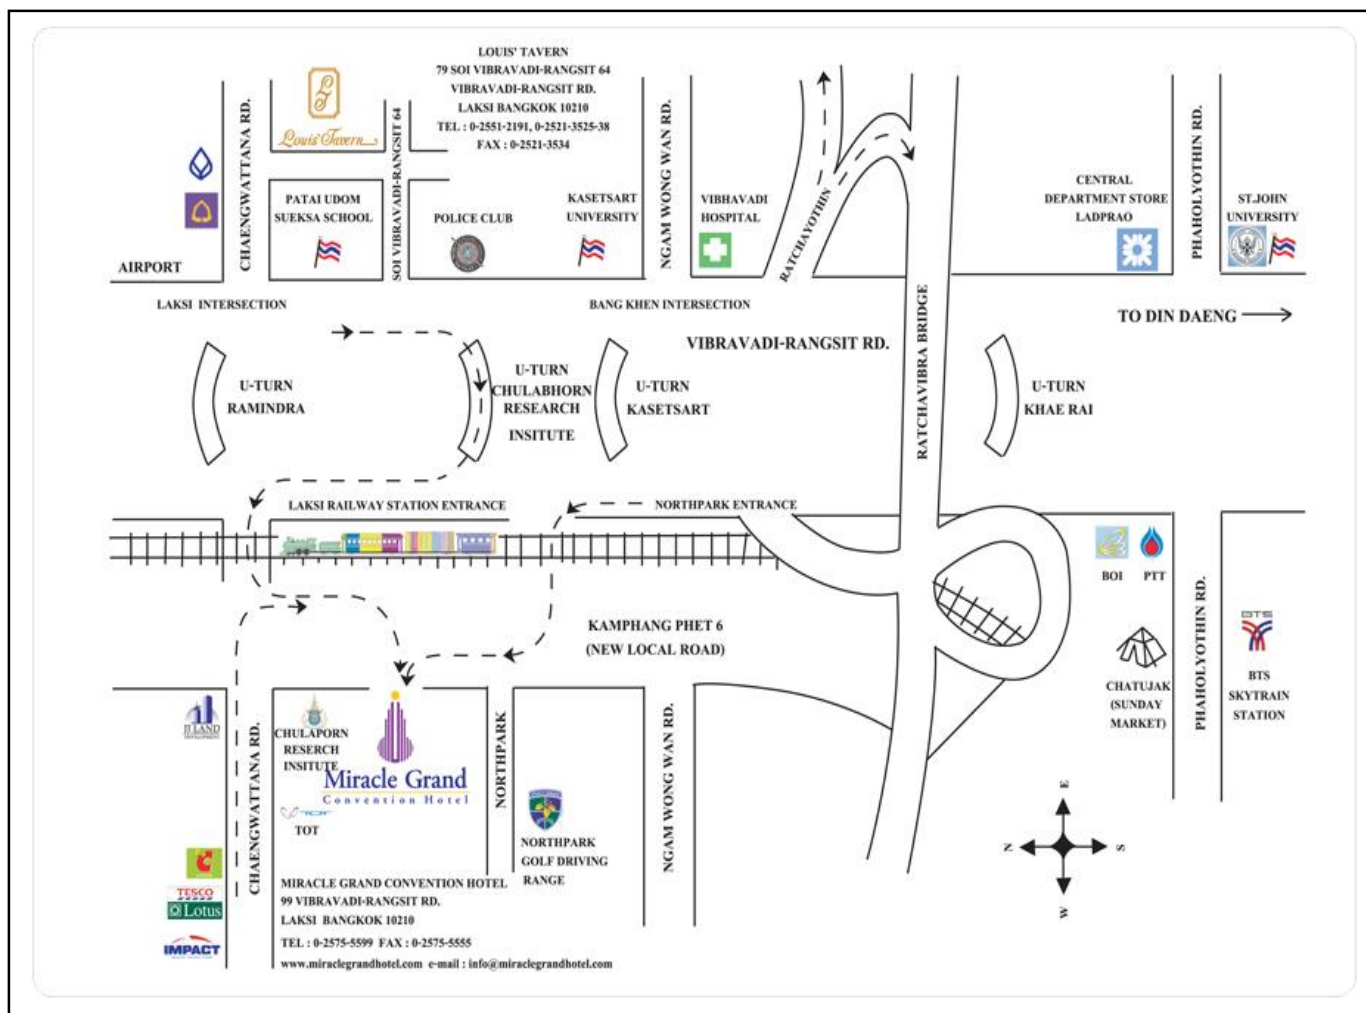 LOUIS' TAVERN
79 SOI VIBRAVADI-RANGSIT 64
VIBRAVADI-RANGSIT RD.
LAKSI BANGKOK 10210
TEL : 0-2551-2191, 0-2521-3525-38
FAX : 0-2521-3534
Louis' Tavern
CHAENGWATTANA RD.
SOI VIBRAVADI-RANGSIT 64
NGAM WONG WAN RD.
PHAHOLYOTHIN RD.
PATAI UDOM
SUEKSA SCHOOL
POLICE CLUB
KASETSART
UNIVERSITY
VIBHAVADI
HOSPITAL
RATCHAYOTHIN
CENTRAL
DEPARTMENT STORE
LADPRAO
ST.JOHN
UNIVERSITY
AIRPORT
LAKSI INTERSECTION
BANG KHEN INTERSECTION
TO DIN DAENG
VIBRAVADI-RANGSIT RD.
RATCHAVIBRA BRIDGE
U-TURN
RAMINDRA
U-TURN
CHULABHORN
RESEARCH
INSITUTE
U-TURN
KASETSART
U-TURN
KHAE RAI
LAKSI RAILWAY STATION ENTRANCE
NORTHPARK ENTRANCE
BOI
PTT
KAMPHANG PHET 6
(NEW LOCAL ROAD)
PHAHOLYOTHIN RD.
BTS
BTS
SKYTRAIN
STATION
CHATUJAK
(SUNDAY
MARKET)
JJ LAND
CHAENGWATTANA RD.
CHULAPORN
RESERCH
INSITUTE
Miracle Grand
Convention Hotel
TOT
NORTHPARK
NGAM WONG WAN RD.
NORTHPARK
GOLF DRIVING
RANGE
E
N
S
W
TESCO
Lotus
IMPACT
MIRACLE GRAND CONVENTION HOTEL
99 VIBRAVADI-RANGSIT RD.
LAKSI BANGKOK 10210
TEL : 0-2575-5599 FAX : 0-2575-5555
www.miraclegrandhotel.com e-mail : info@miraclegrandhotel.com